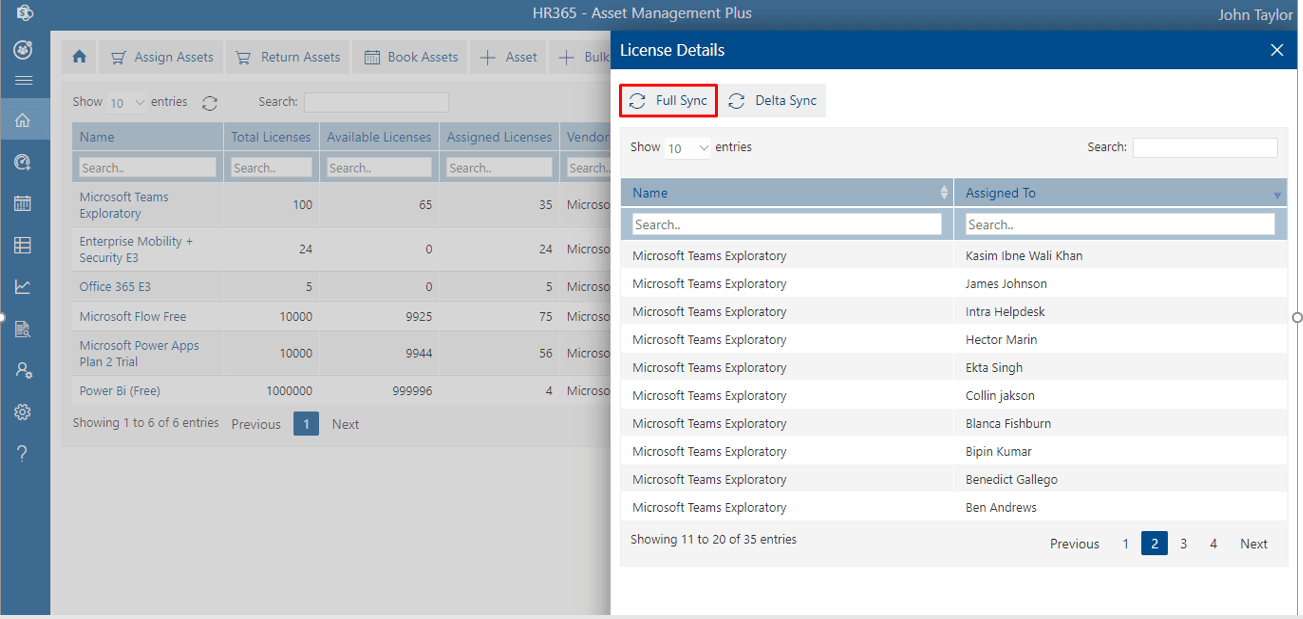 HR365 - Asset Management Plus
John Taylor
Assign Assets Return Assets Book Assets Asset Bulk
Show 10 entries Search:
Name Total Licenses Available Licenses Assigned Licenses Vendor
Search.. Search.. Search.. Search.. Search..
Microsoft Teams
Exploratory 100 65 35 Microso
Enterprise Mobility +
Security E3 24 0 24 Microso
Office 365 E3 5 0 5 Microso
Microsoft Flow Free 10000 9925 75 Microso
Microsoft Power Apps
Plan 2 Trial 10000 9944 56 Microso
Power Bi (Free) 1000000 999996 4 Microso
Showing 1 to 6 of 6 entries Previous 1 Next
License Details
Full Sync Delta Sync
Show 10 entries Search:
Name Assigned To
Search.. Search..
Microsoft Teams Exploratory Kasim Ibne Wali Khan
Microsoft Teams Exploratory James Johnson
Microsoft Teams Exploratory Intra Helpdesk
Microsoft Teams Exploratory Hector Marin
Microsoft Teams Exploratory Ekta Singh
Microsoft Teams Exploratory Collin jakson
Microsoft Teams Exploratory Blanca Fishburn
Microsoft Teams Exploratory Bipin Kumar
Microsoft Teams Exploratory Benedict Gallego
Microsoft Teams Exploratory Ben Andrews
Showing 11 to 20 of 35 entries
Previous 1 2 3 4 Next